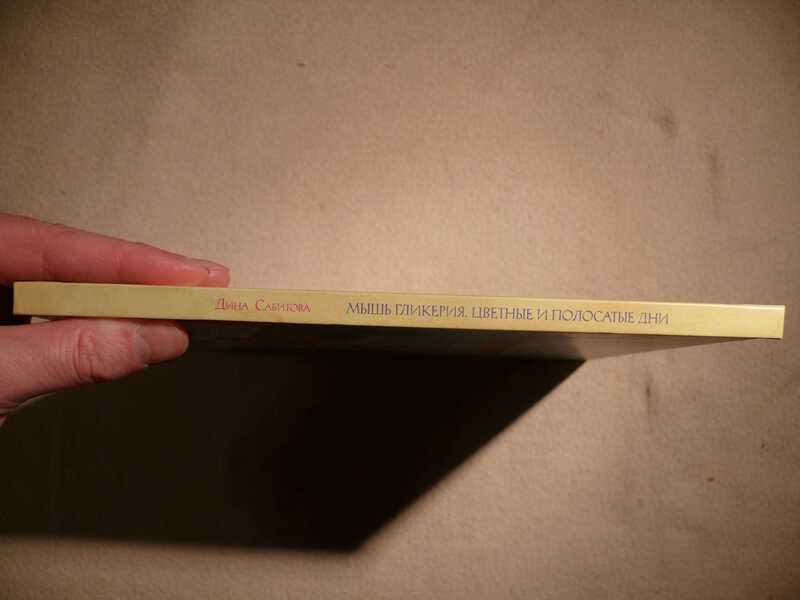 Дина Сабитова МЫШЬ ГЛИКЕРИЯ. ЦВЕТНЫЕ И ПОЛОСАТЫЕ ДНИ